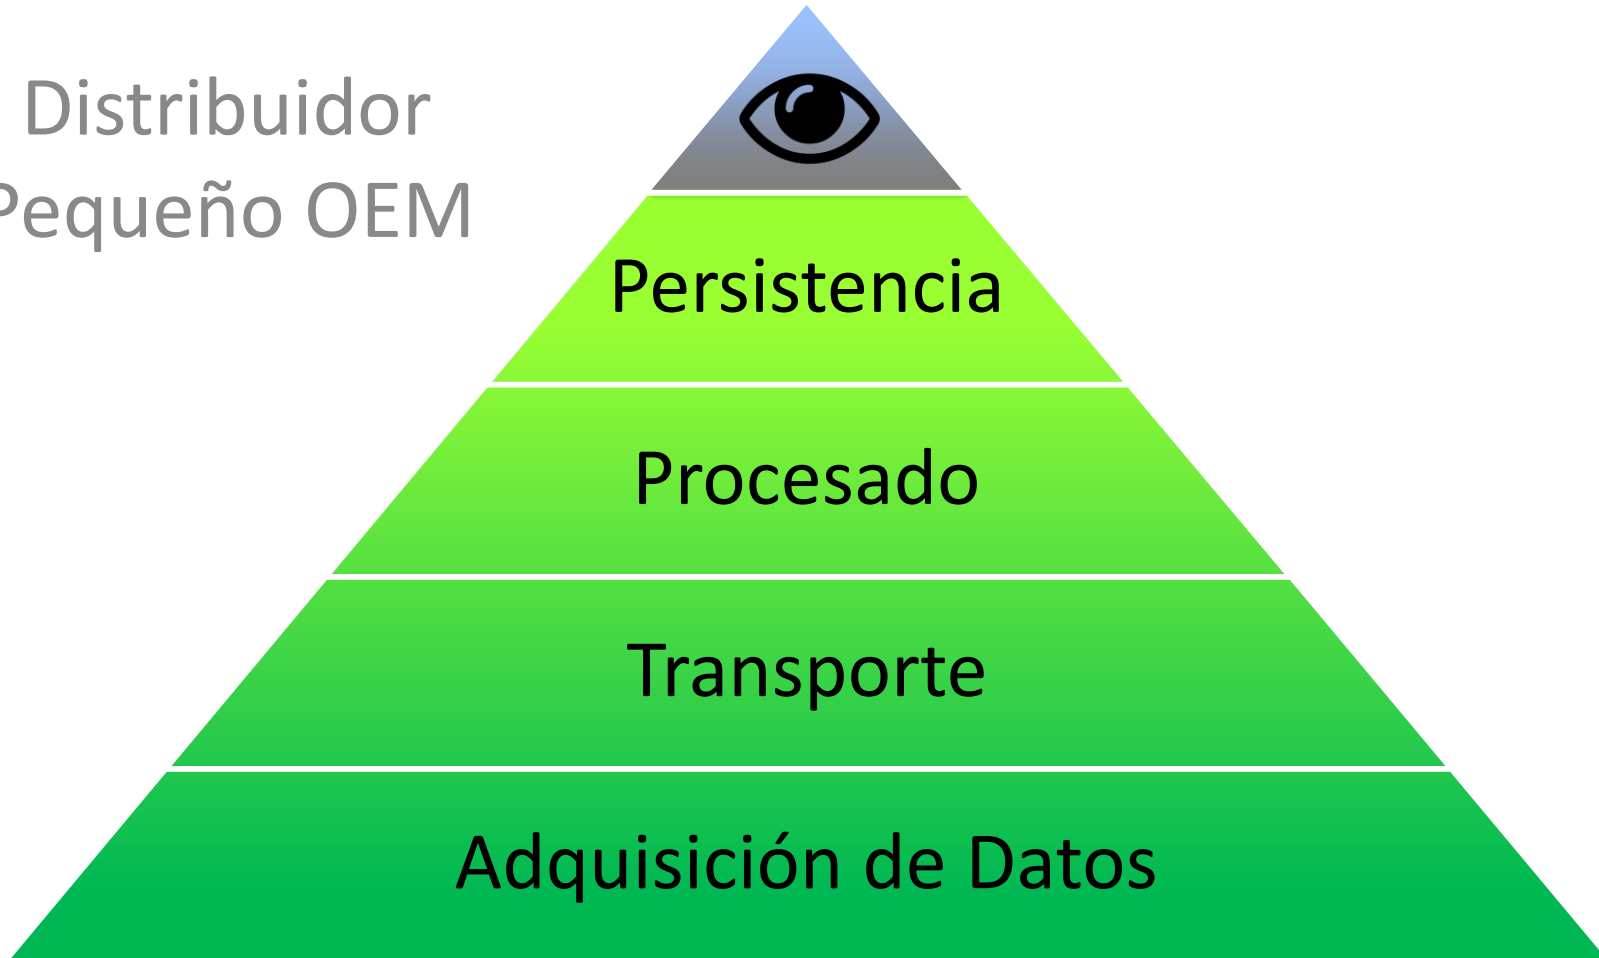 Distribuidor
Pequeño OEM
Persistencia
Procesado
Transporte
Adquisición de Datos